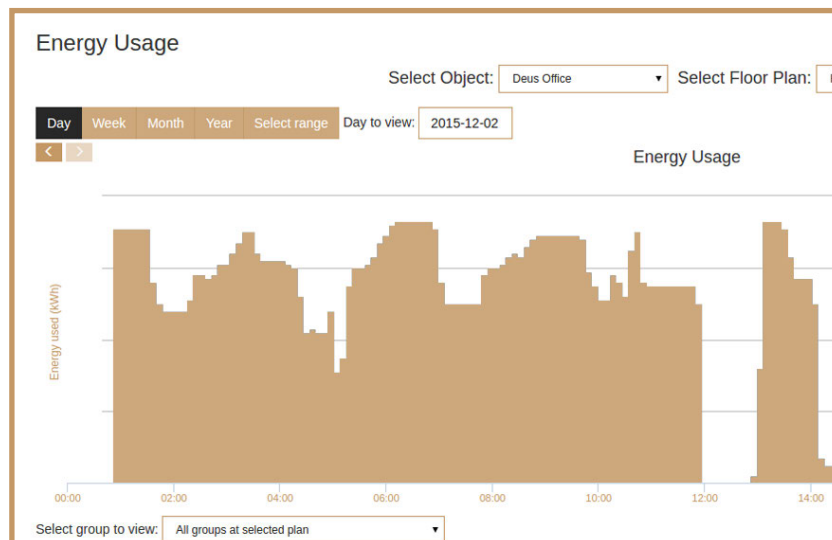 Energy Usage
Select Object: Deus Office Select Floor Plan:
Day Week Month Year Select range Day to view: 2015-12-02
Energy Usage
Energy used (kWh)
00:00 02:00 04:00 06:00 08:00 10:00 12:00 14:00
Select group to view: All groups at selected plan